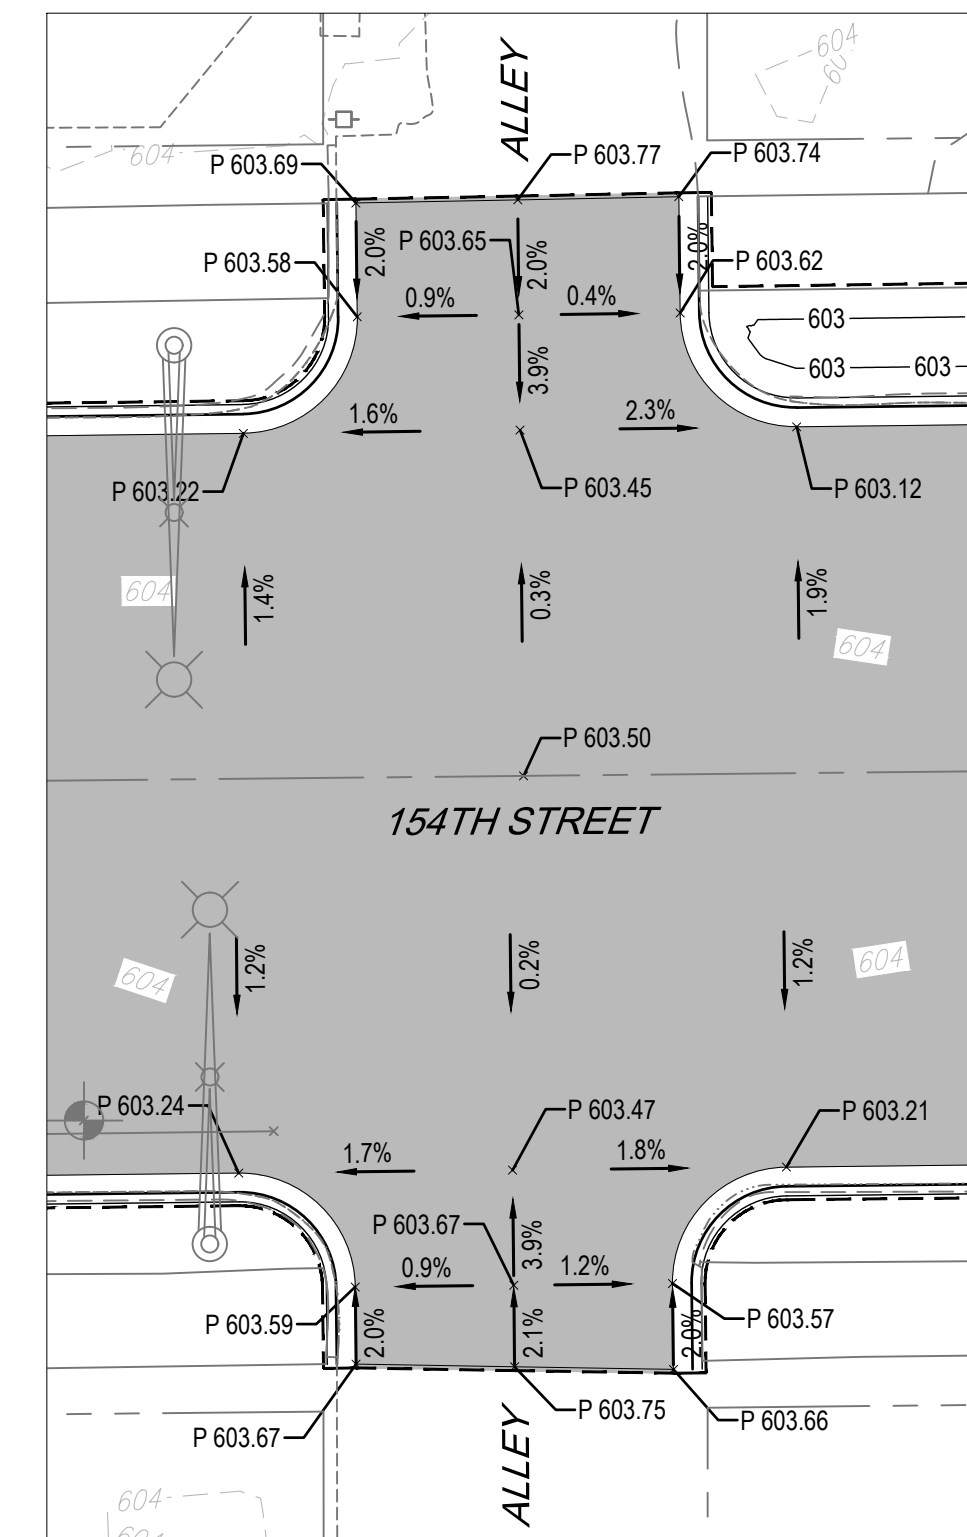 604
60
ALLEY
604
P 603.69
P 603.77
P 603.74
2.0%
P 603.65
2.0%
2.0%
P 603.58
P 603.62
0.9%
0.4%
603
3.9%
603
603
1.6%
2.3%
P 603.22
P 603.45
P 603.12
604
1.4%
0.3%
1.9%
604
P 603.50
154TH STREET
604
1.2%
0.2%
1.2%
604
P 603.24
P 603.47
P 603.21
1.7%
1.8%
P 603.67
3.9%
0.9%
1.2%
P 603.59
2.0%
2.1%
2.0%
P 603.57
P 603.67
P 603.75
P 603.66
ALLEY
604
604